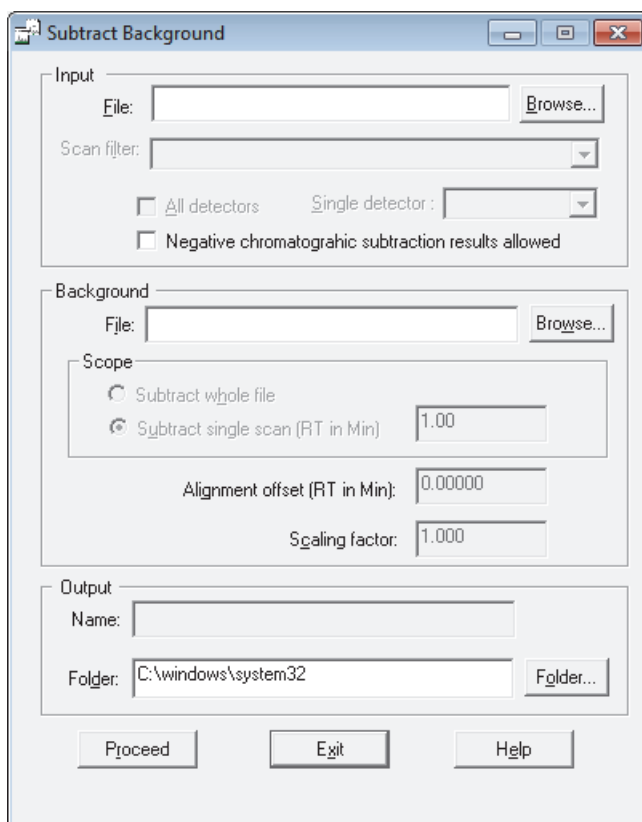 Subtract Background
Input
File:
Browse...
Scan filter:
All detectors
Single detector :
Negative chromatograhic subtraction results allowed
Background
File:
Browse...
Scope
Subtract whole file
Subtract single scan (RT in Min)
1.00
Alignment offset (RT in Min):
0.00000
Scaling factor:
1.000
Output
Name:
Folder:
C:\windows\system32
Folder...
Proceed
Exit
Help